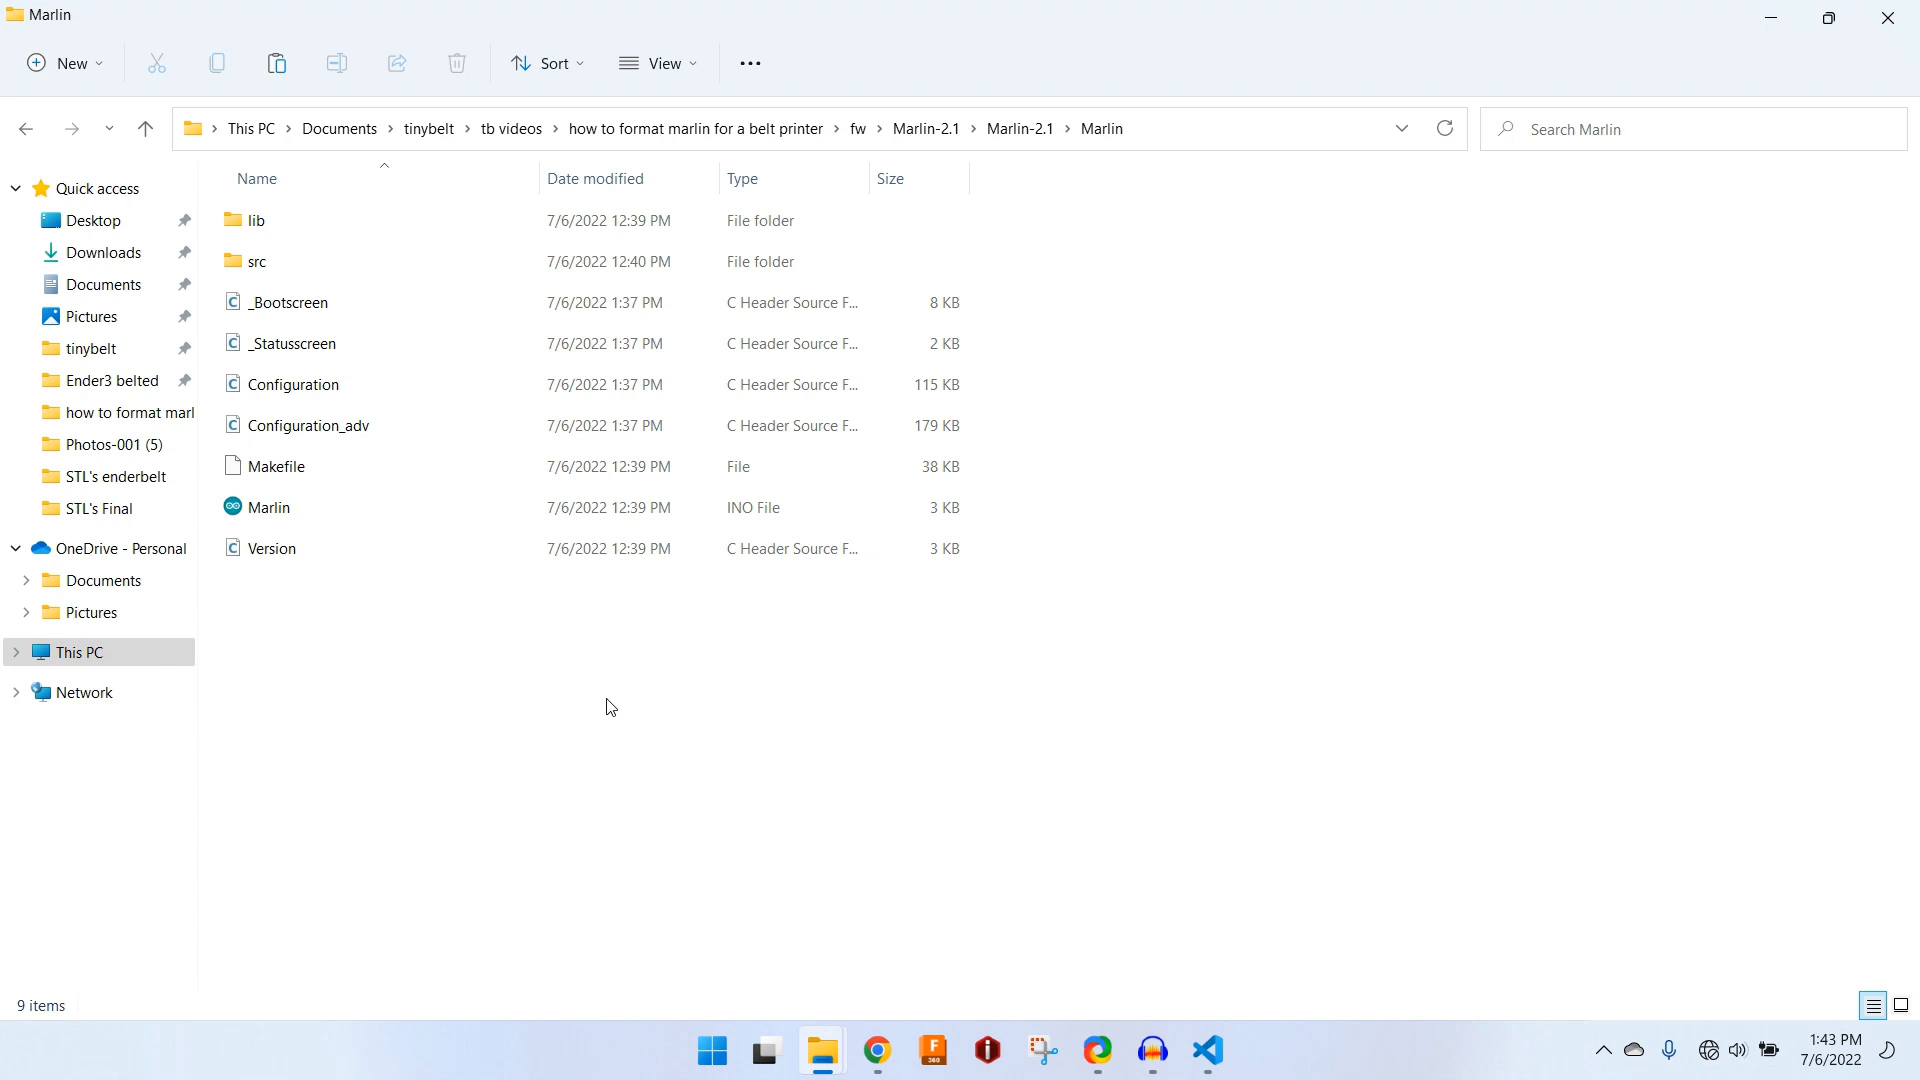 Marlin
New
Sort
View
This PC > Documents > tinybelt > tb videos > how to format marlin for a belt printer > fw > Marlin-2.1 > Marlin-2.1 > Marlin
Search Marlin
Name Date modified Type Size
Quick access
Desktop
Downloads
Documents
Pictures
tinybelt
Ender3 belted
how to format marl
Photos-001 (5)
STL's enderbelt
STL's Final
OneDrive - Personal
Documents
Pictures
This PC
Network
lib 7/6/2022 12:39 PM File folder
src 7/6/2022 12:40 PM File folder
_Bootscreen 7/6/2022 1:37 PM C Header Source F... 8 KB
_Statusscreen 7/6/2022 1:37 PM C Header Source F... 2 KB
Configuration 7/6/2022 1:37 PM C Header Source F... 115 KB
Configuration_adv 7/6/2022 1:37 PM C Header Source F... 179 KB
Makefile 7/6/2022 12:39 PM File 38 KB
Marlin 7/6/2022 12:39 PM INO File 3 KB
Version 7/6/2022 12:39 PM C Header Source F... 3 KB
9 items
F
360
1:43 PM
7/6/2022